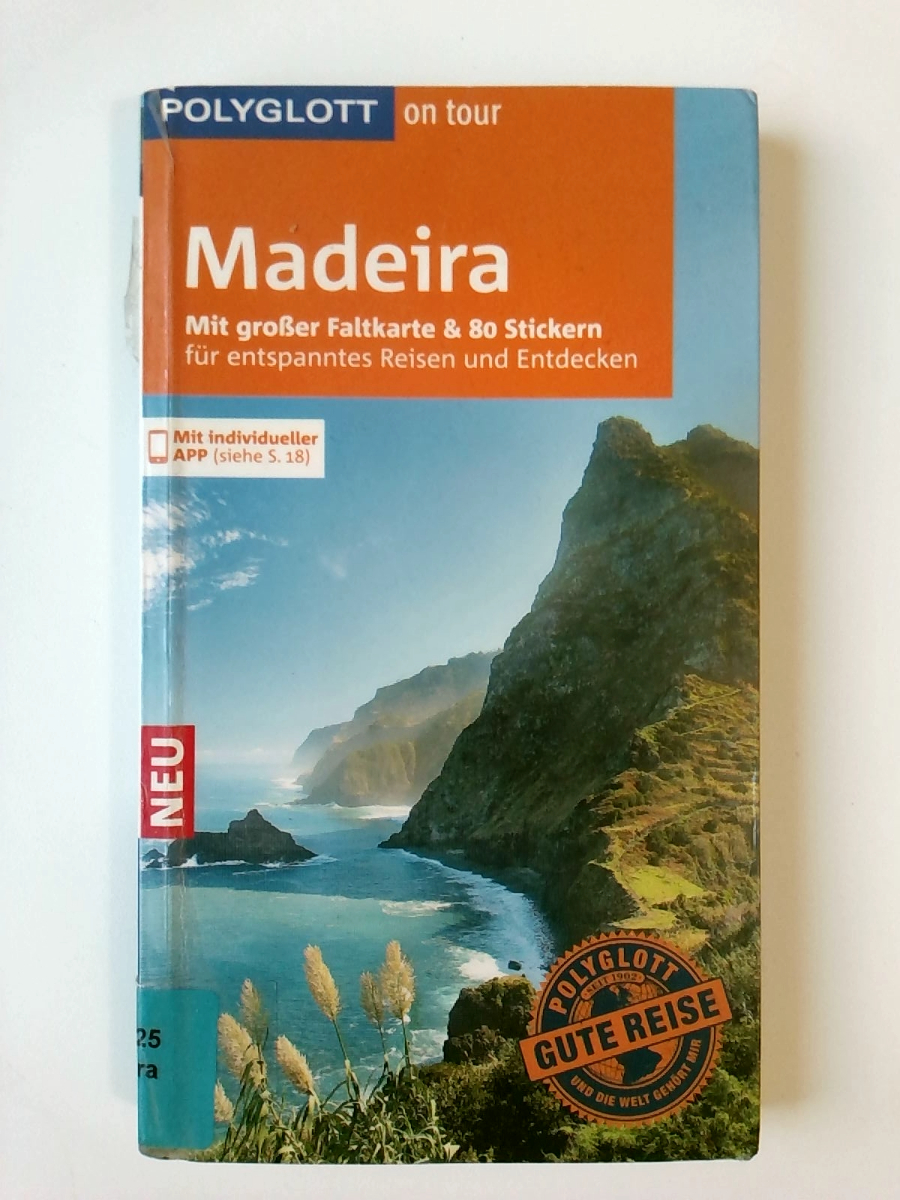 POLYGLOTT on tour
Madeira
Mit großer Faltkarte & 80 Stickern
für entspanntes Reisen und Entdecken
Mit individueller
APP (siehe S. 18)
NEU
25
ra
POLYGLOTT
SEIT 1902
GUTE REISE
UND DIE WELT GEHÖRT MIR